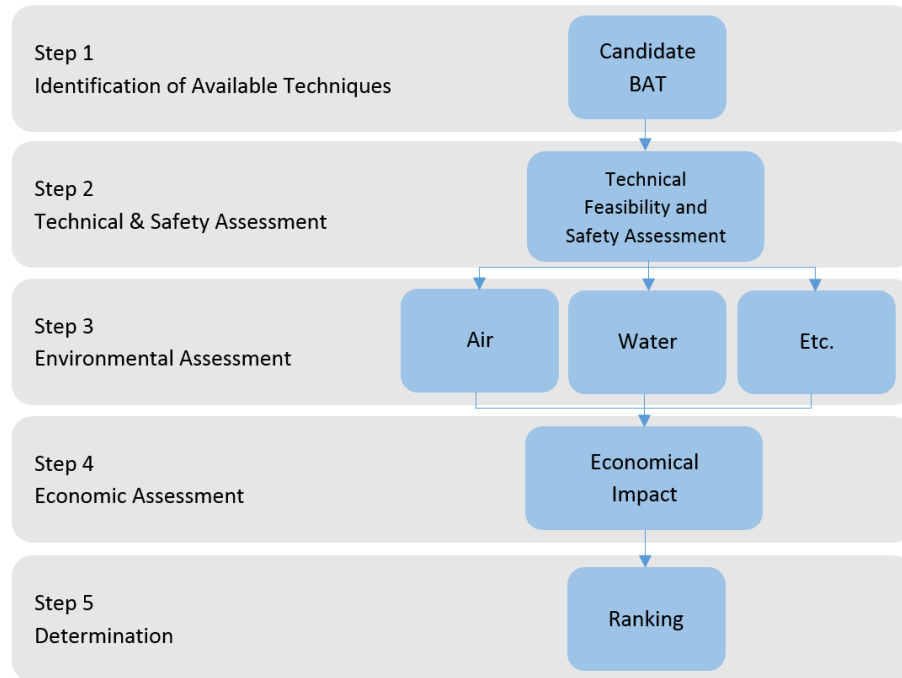 Step 1
Identification of Available Techniques
Candidate
BAT
Step 2
Technical & Safety Assessment
Technical
Feasibility and
Safety Assessment
Step 3
Environmental Assessment
Air
Water
Etc.
Step 4
Economic Assessment
Economical
Impact
Step 5
Determination
Ranking